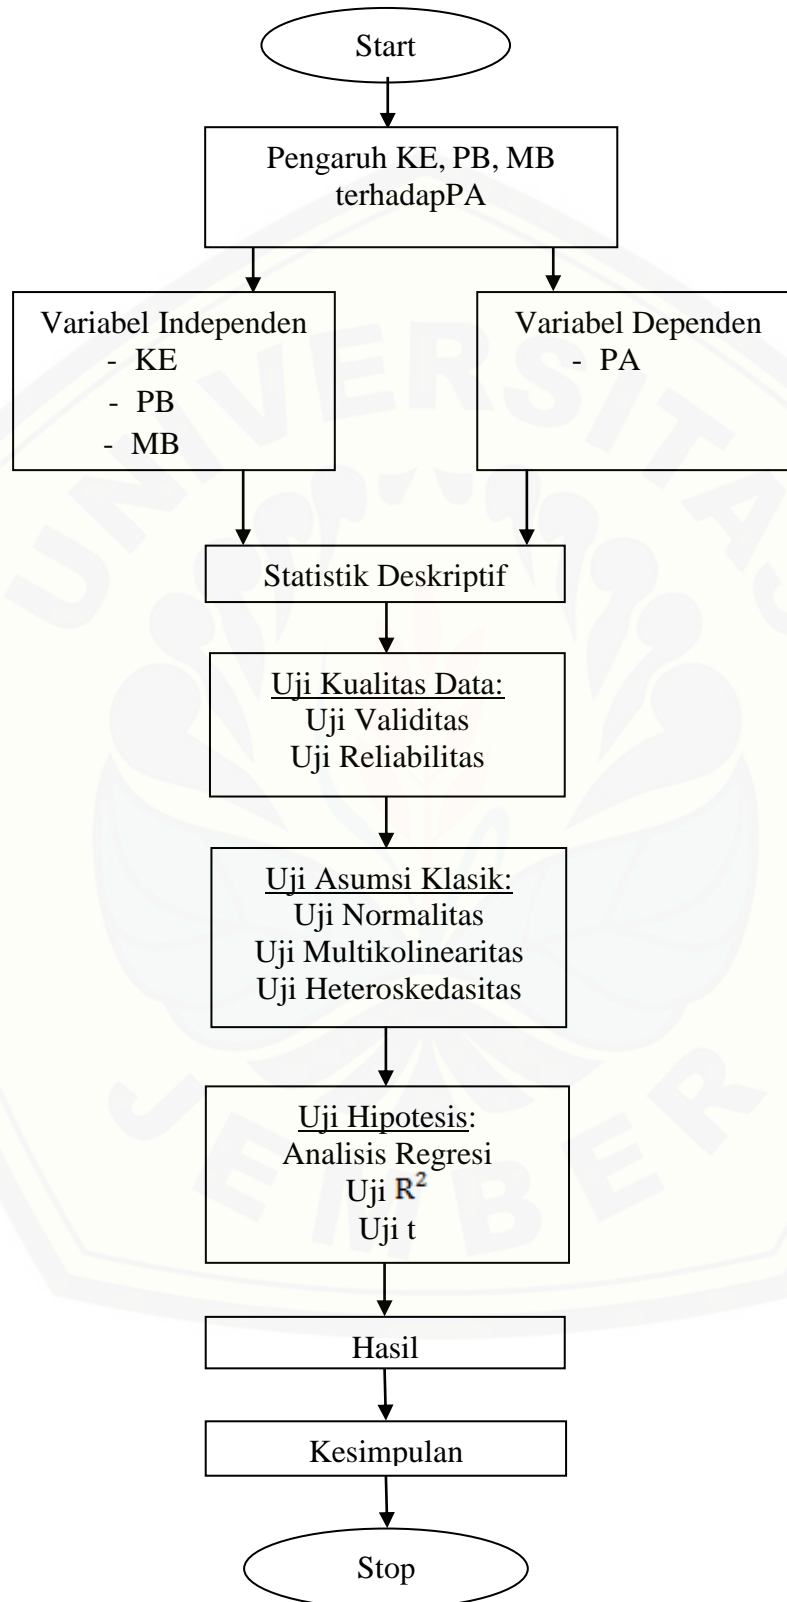 Start
Pengaruh KE, PB, MB
terhadapPA
Variabel Independen
- KE
- PB
- MB
Variabel Dependen
- PA
Statistik Deskriptif
Uji Kualitas Data:
Uji Validitas
Uji Reliabilitas
Uji Asumsi Klasik:
Uji Normalitas
Uji Multikolinearitas
Uji Heteroskedasitas
Uji Hipotesis:
Analisis Regresi
Uji R²
Uji t
Hasil
Kesimpulan
Stop
UNIVERSITAS
JEMBER